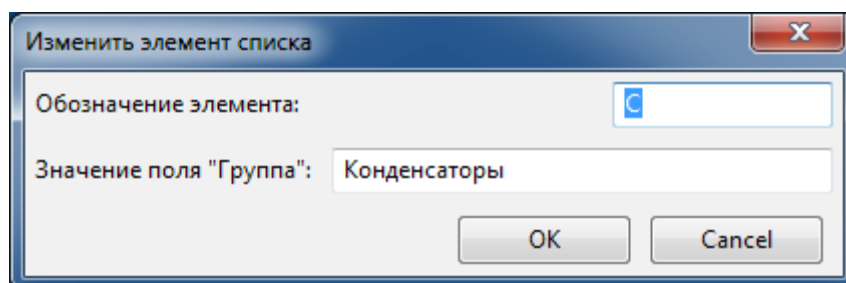 Изменить элемент списка
Обозначение элемента: C
Значение поля "Группа": Конденсаторы
OK Cancel